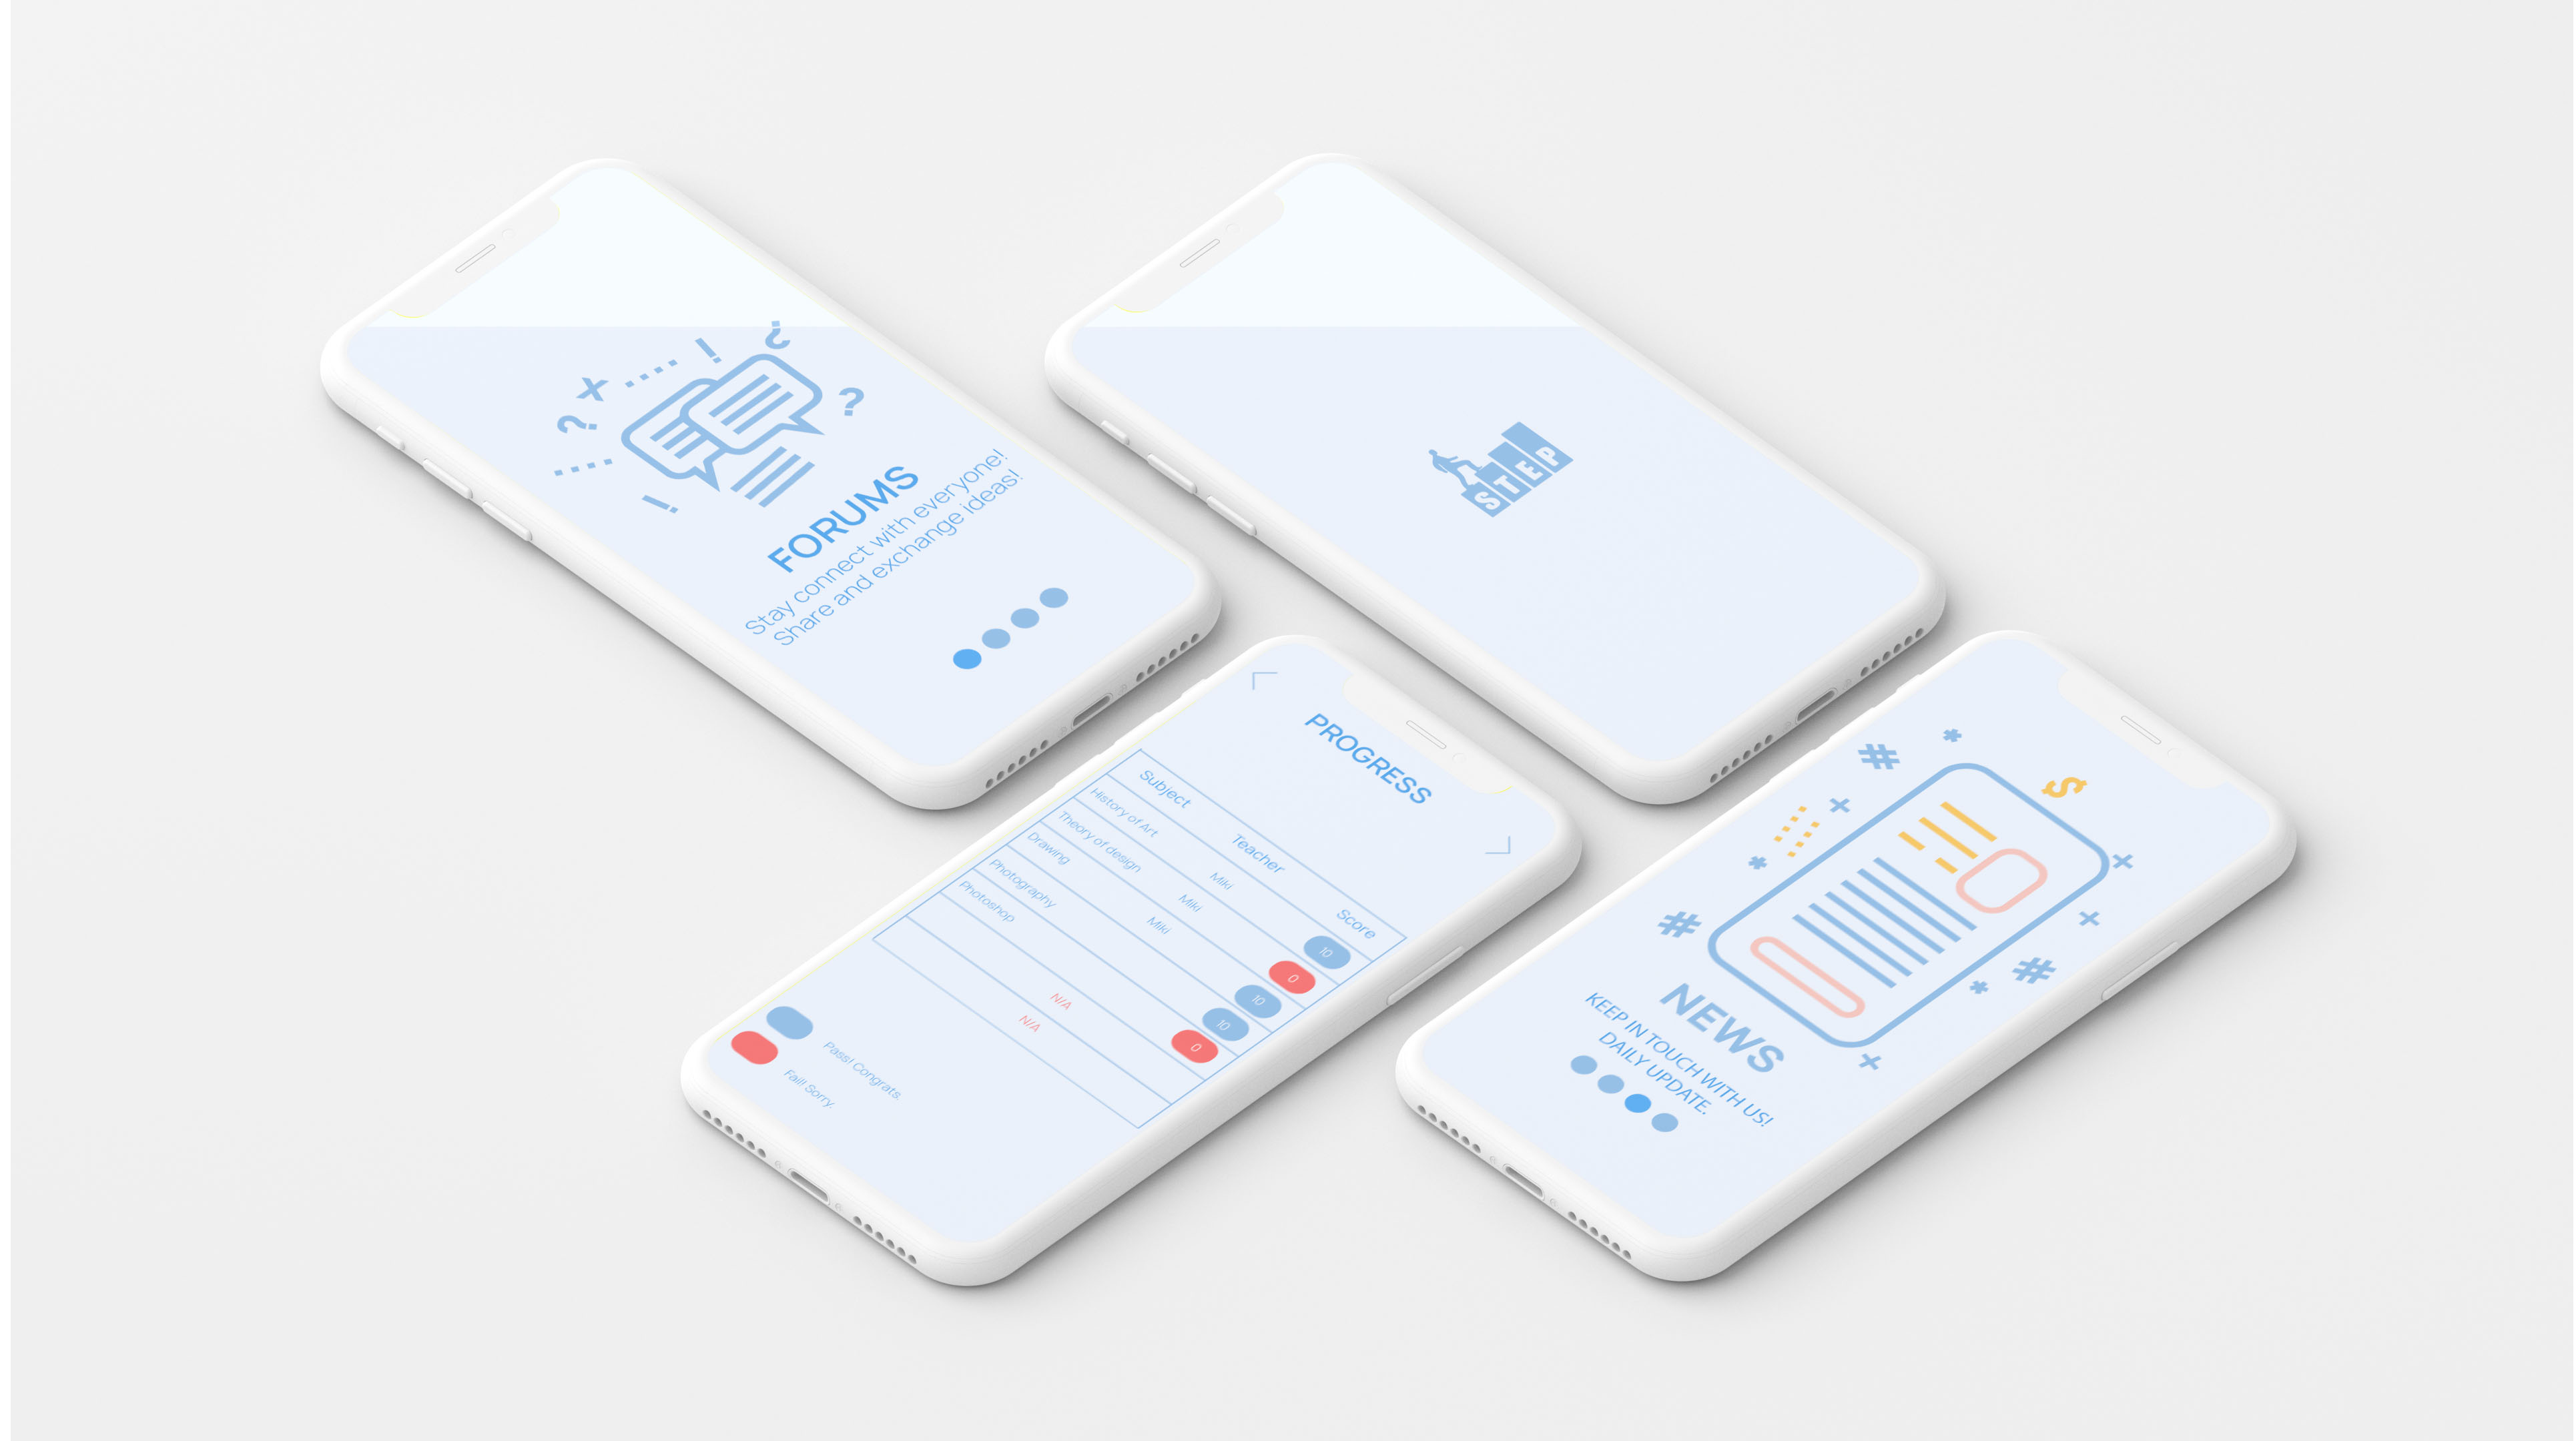 FORUMS
Stay connect with everyone!
Share and exchange ideas!
STEP
PROGRESS
Subject Teacher Score
History of Art Miki 10
Theory of design Miki 0
Drawing Miki 10
Photography N/A 10
Photoshop N/A 0
Pass! Congrats.
Fail! Sorry.
$
NEWS
KEEP IN TOUCH WITH US!
DAILY UPDATE.